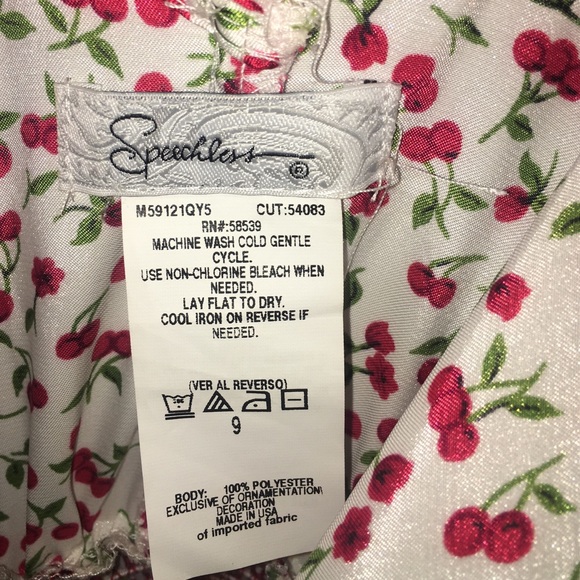 Speechless ®
M59121QY5 CUT:54083
RN#:58539
MACHINE WASH COLD GENTLE
CYCLE.
USE NON-CHLORINE BLEACH WHEN
NEEDED.
LAY FLAT TO DRY.
COOL IRON ON REVERSE IF
NEEDED.
(VER AL REVERSO)
9
BODY: 100% POLYESTER
EXCLUSIVE OF ORNAMENTATION\
DECORATION
MADE IN USA
of imported fabric